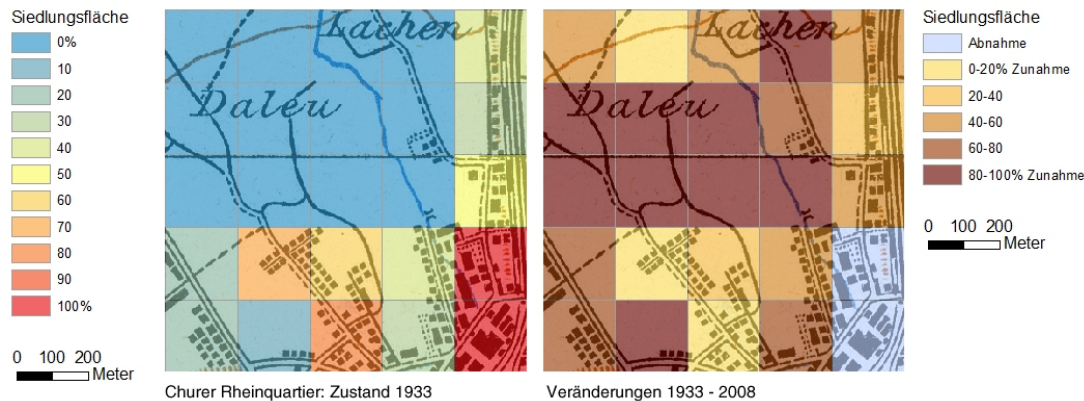 Siedlungsfläche
0%
10
20
30
40
50
60
70
80
90
100%
0 100 200
Meter
Lachen
Daleu
Churer Rheinquartier: Zustand 1933
Lachen
Daleu
Veränderungen 1933 - 2008
Siedlungsfläche
Abnahme
0-20% Zunahme
20-40
40-60
60-80
80-100% Zunahme
0 100 200
Meter